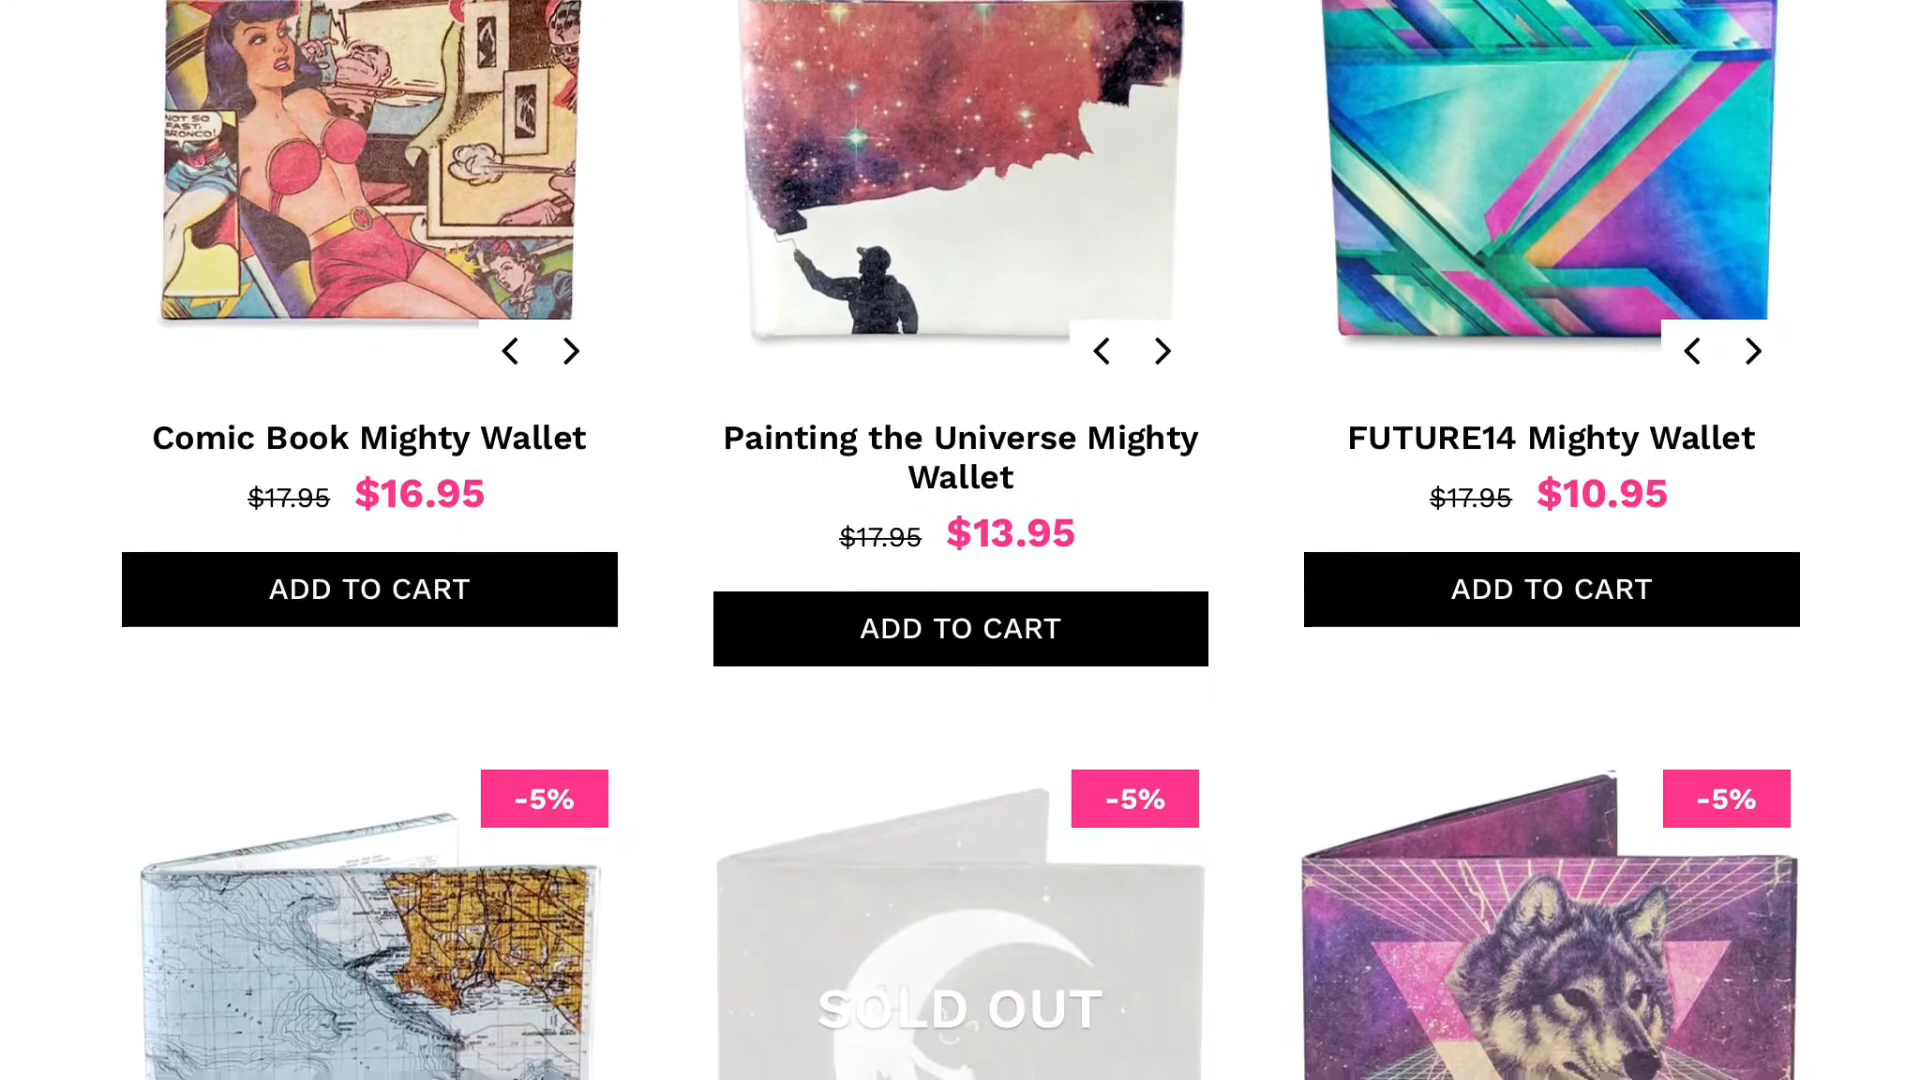 NOT SO
FAST,
BRONCO!
Comic Book Mighty Wallet
$17.95 $16.95
ADD TO CART
Painting the Universe Mighty
Wallet
$17.95 $13.95
ADD TO CART
FUTURE14 Mighty Wallet
$17.95 $10.95
ADD TO CART
-5%
-5%
SOLD OUT
-5%